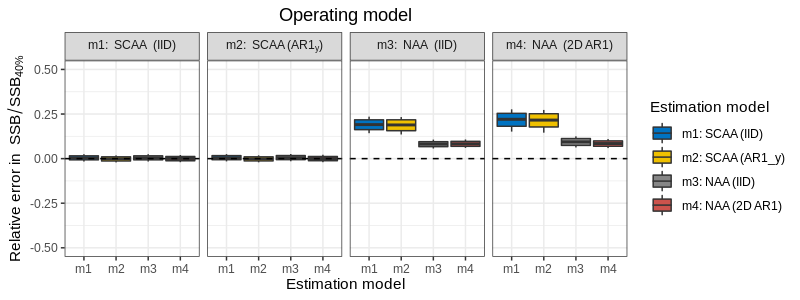 Operating model
m1: SCAA (IID)
m2: SCAA (AR1y)
m3: NAA (IID)
m4: NAA (2D AR1)
Relative error in SSB/SSB40%
0.50
0.25
0.00
-0.25
-0.50
m1 m2 m3 m4
m1 m2 m3 m4
m1 m2 m3 m4
m1 m2 m3 m4
Estimation model
Estimation model
m1: SCAA (IID)
m2: SCAA (AR1_y)
m3: NAA (IID)
m4: NAA (2D AR1)